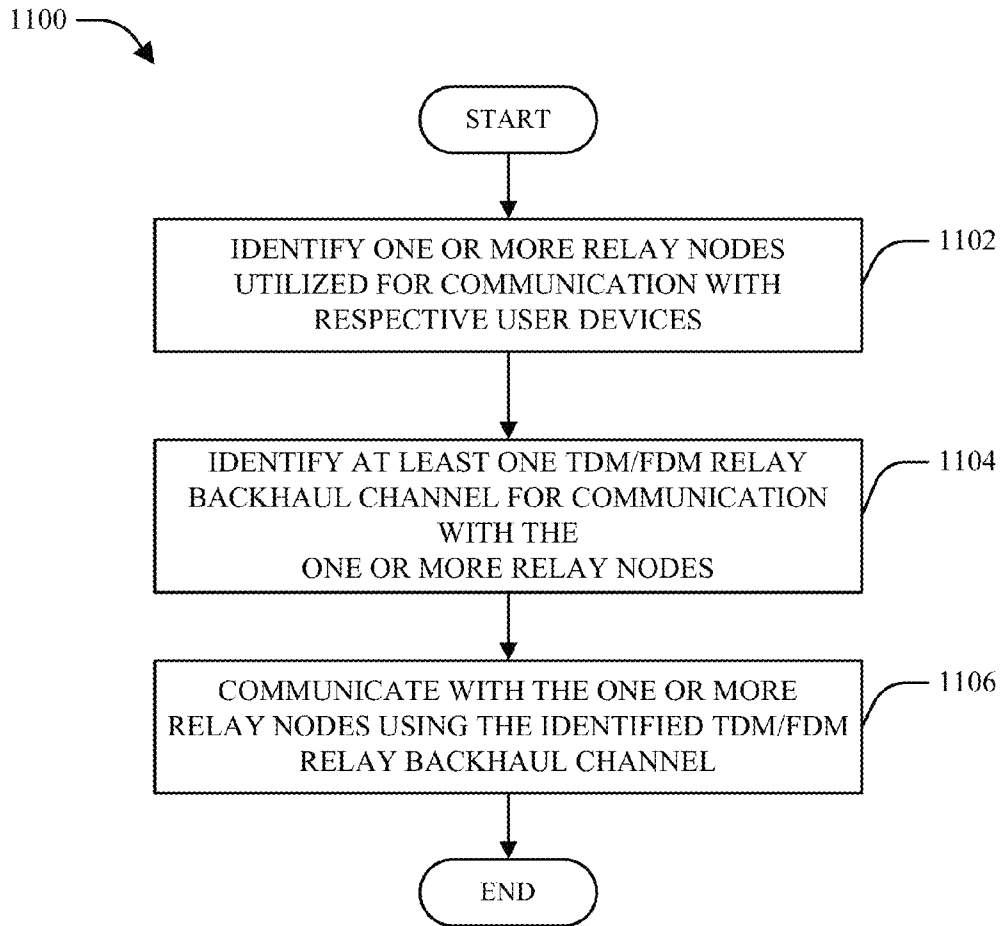 1100
START
IDENTIFY ONE OR MORE RELAY NODES
UTILIZED FOR COMMUNICATION WITH
RESPECTIVE USER DEVICES
1102
IDENTIFY AT LEAST ONE TDM/FDM RELAY
BACKHAUL CHANNEL FOR COMMUNICATION
WITH THE
ONE OR MORE RELAY NODES
1104
COMMUNICATE WITH THE ONE OR MORE
RELAY NODES USING THE IDENTIFIED TDM/FDM
RELAY BACKHAUL CHANNEL
1106
END